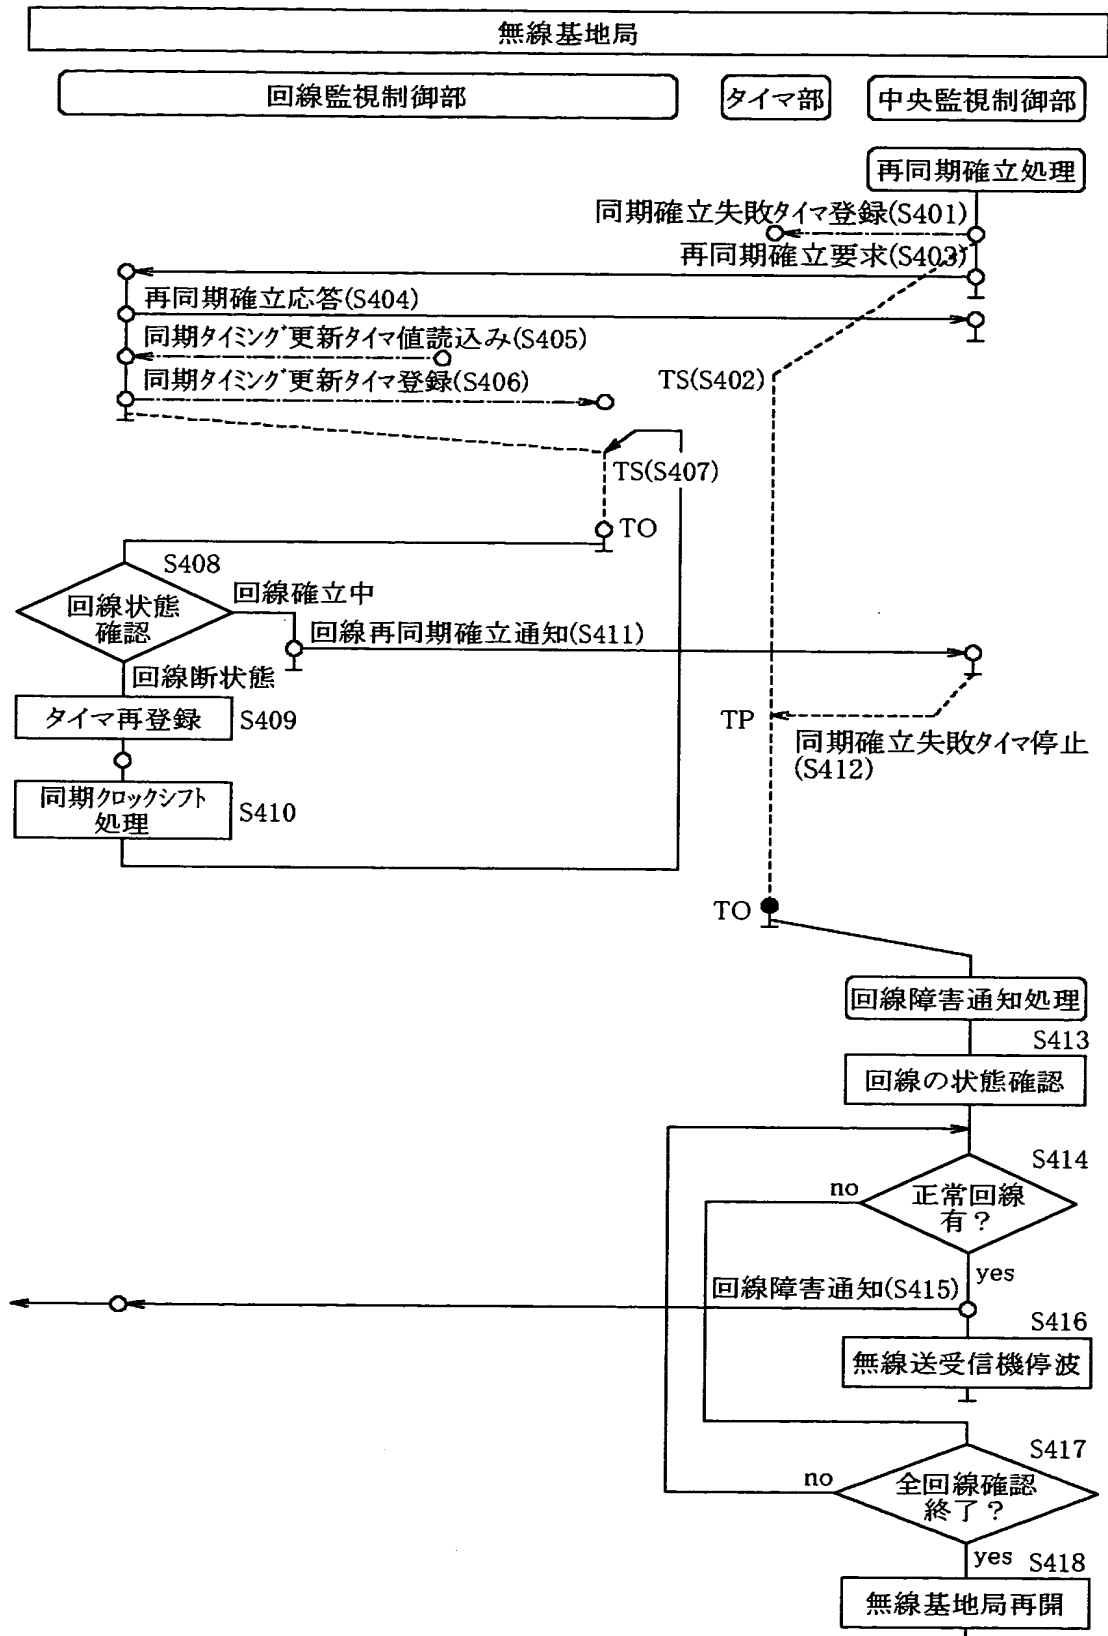 無線基地局
回線監視制御部
タイマ部
中央監視制御部
再同期確立処理
同期確立失敗タイマ登録(S401)
再同期確立要求(S403)
再同期確立応答(S404)
同期タイミング更新タイマ値読込み(S405)
同期タイミング更新タイマ登録(S406)
TS(S402)
TS(S407)
TO
S408
回線状態
確認
回線確立中
回線再同期確立通知(S411)
回線断状態
タイマ再登録
S409
TP
同期確立失敗タイマ停止
(S412)
同期クロックシフト
処理
S410
TO
回線障害通知処理
S413
回線の状態確認
S414
no
正常回線
有?
yes
回線障害通知(S415)
S416
無線送受信機停波
S417
no
全回線確認
終了?
yes
S418
無線基地局再開